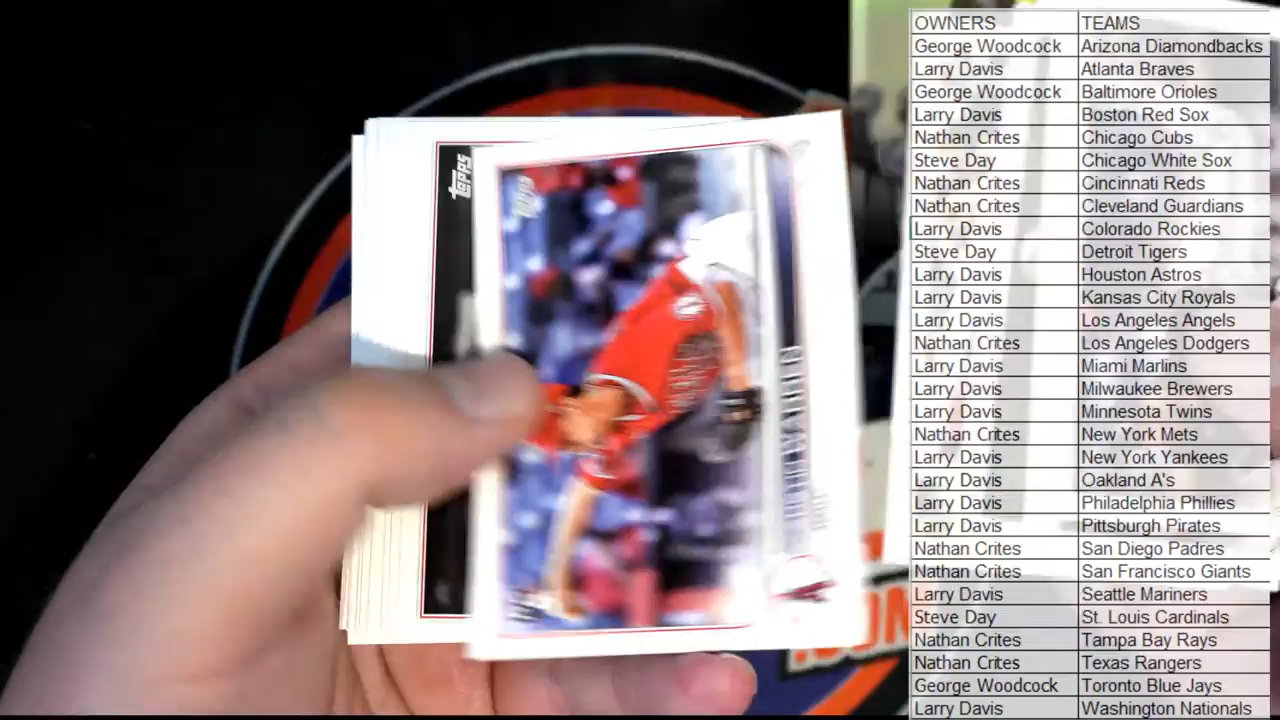 OWNERS TEAMS
George Woodcock Arizona Diamondbacks
Larry Davis Atlanta Braves
George Woodcock Baltimore Orioles
Larry Davis Boston Red Sox
Nathan Crites Chicago Cubs
Steve Day Chicago White Sox
Nathan Crites Cincinnati Reds
Nathan Crites Cleveland Guardians
Larry Davis Colorado Rockies
Steve Day Detroit Tigers
Larry Davis Houston Astros
Larry Davis Kansas City Royals
Larry Davis Los Angeles Angels
Nathan Crites Los Angeles Dodgers
Larry Davis Miami Marlins
Larry Davis Milwaukee Brewers
Larry Davis Minnesota Twins
Nathan Crites New York Mets
Larry Davis New York Yankees
Larry Davis Oakland A's
Larry Davis Philadelphia Phillies
Larry Davis Pittsburgh Pirates
Nathan Crites San Diego Padres
Nathan Crites San Francisco Giants
Larry Davis Seattle Mariners
Steve Day St. Louis Cardinals
Nathan Crites Tampa Bay Rays
Nathan Crites Texas Rangers
George Woodcock Toronto Blue Jays
Larry Davis Washington Nationals
topps